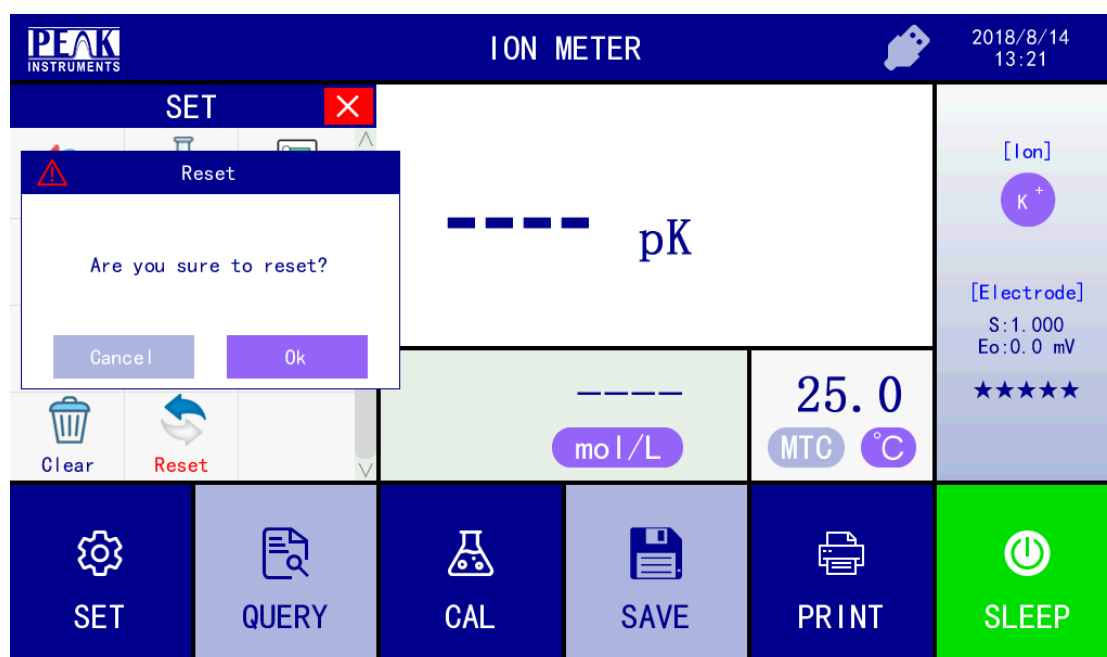 PEAK
INSTRUMENTS
ION METER
2018/8/14
13:21
SET
Reset
Are you sure to reset?
Cancel
Ok
Clear
Reset
---- pK
----
mol/L
25.0
MTC
℃
[Ion]
K+
[Electrode]
S:1.000
Eo:0.0 mV
★★★★★
SET
QUERY
CAL
SAVE
PRINT
SLEEP